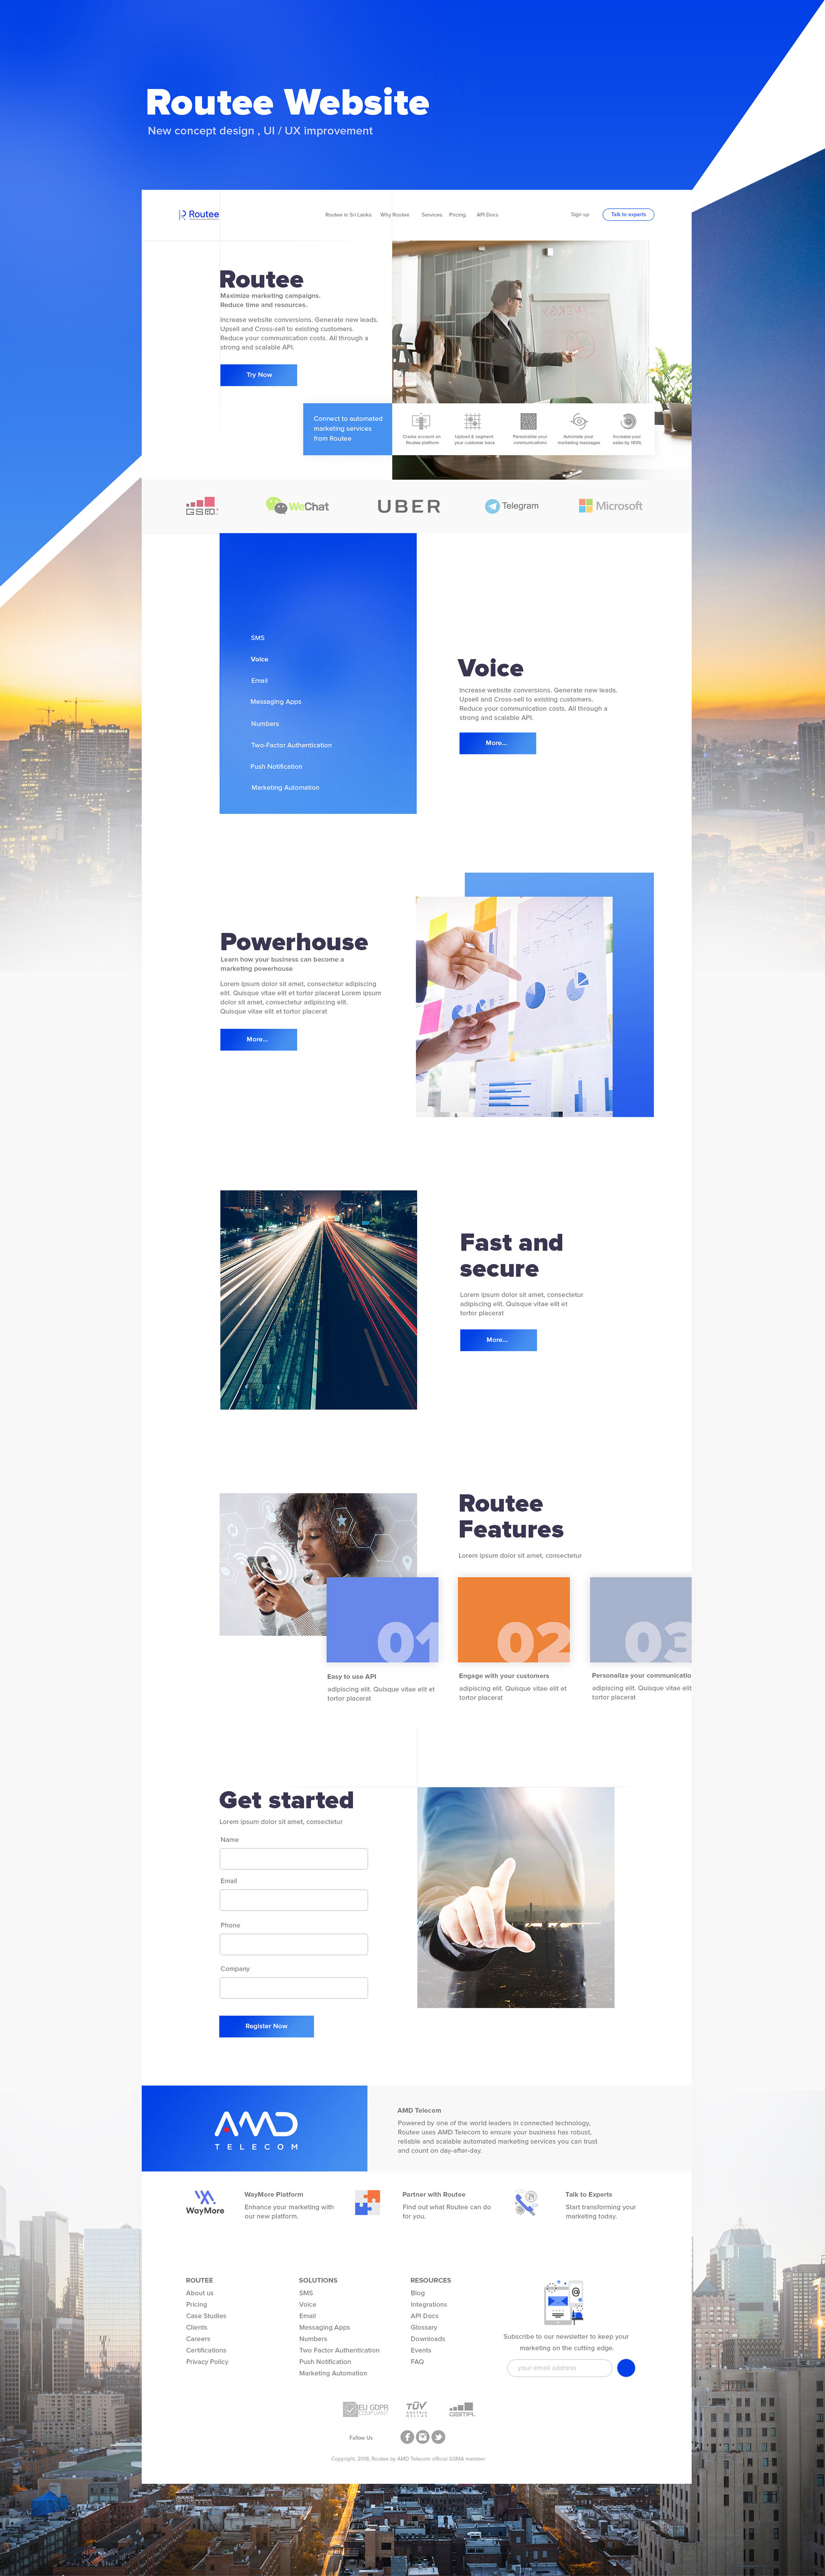 Routee Website
New concept design , UI / UX improvement
Routee
Routee in Sri Lanka Why Routee Services. Pricing. API Docs
Sign up
Talk to experts
Routee
Maximize marketing campaigns.
Reduce time and resources.
Increase website conversions. Generate new leads.
Upsell and Cross-sell to existing customers.
Reduce your communication costs. All through a
strong and scalable API.
Try Now
ENERGY
Connect to automated
marketing services
from Routee
Create account on
Routee platform
Upload & segment
your customer base
Personalize your
communications
Automate your
marketing messages
Increase your
sales by 193%
WeChat
UBER
Telegram
Microsoft
SMS
Voice
Email
Messaging Apps
Numbers
Two-Factor Authentication
Push Notification
Marketing Automation
Voice
Increase website conversions. Generate new leads.
Upsell and Cross-sell to existing customers.
Reduce your communication costs. All through a
strong and scalable API.
More...
Powerhouse
Learn how your business can become a
marketing powerhouse
Lorem ipsum dolor sit amet, consectetur adipiscing
elit. Quisque vitae elit et tortor placerat Lorem ipsum
dolor sit amet, consectetur adipiscing elit.
Quisque vitae elit et tortor placerat
More...
Fast and
secure
Lorem ipsum dolor sit amet, consectetur
adipiscing elit. Quisque vitae elit et
tortor placerat
More...
Routee
Features
Lorem ipsum dolor sit amet, consectetur
01
02
03
Easy to use API
adipiscing elit. Quisque vitae elit et
tortor placerat
Engage with your customers
adipiscing elit. Quisque vitae elit et
tortor placerat
Personalize your communicatio
adipiscing elit. Quisque vitae elit
tortor placerat
Get started
Lorem ipsum dolor sit amet, consectetur
Name
Email
Phone
Company
Register Now
AMD
TELECOM
AMD Telecom
Powered by one of the world leaders in connected technology,
Routee uses AMD Telecom to ensure your business has robust,
reliable and scalable automated marketing services you can trust
and count on day-after-day.
WayMore
WayMore Platform
Enhance your marketing with
our new platform.
Partner with Routee
Find out what Routee can do
for you.
Talk to Experts
Start transforming your
marketing today.
ROUTEE
About us
Pricing
Case Studies
Clients
Careers
Certifications
Privacy Policy
SOLUTIONS
SMS
Voice
Email
Messaging Apps
Numbers
Two Factor Authentication
Push Notification
Marketing Automation
RESOURCES
Blog
Integrations
API Docs
Glossary
Downloads
Events
FAQ
@
Subscribe to our newsletter to keep your
marketing on the cutting edge.
your email address
EU GDPR
COMPLIANT
TÜV
AUSTRIA
HELLAS
Follow Us
Copyright, 2018, Routee by AMD Telecom official GSMA member